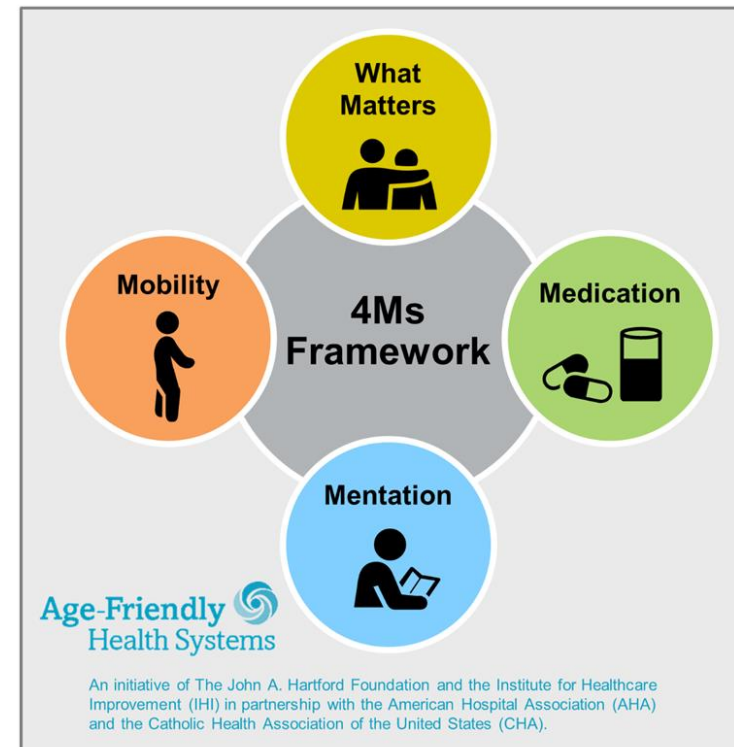 What
Matters
Mobility
4Ms
Framework
Medication
Mentation
Age-Friendly
Health Systems
An initiative of The John A. Hartford Foundation and the Institute for Healthcare
Improvement (IHI) in partnership with the American Hospital Association (AHA)
and the Catholic Health Association of the United States (CHA).